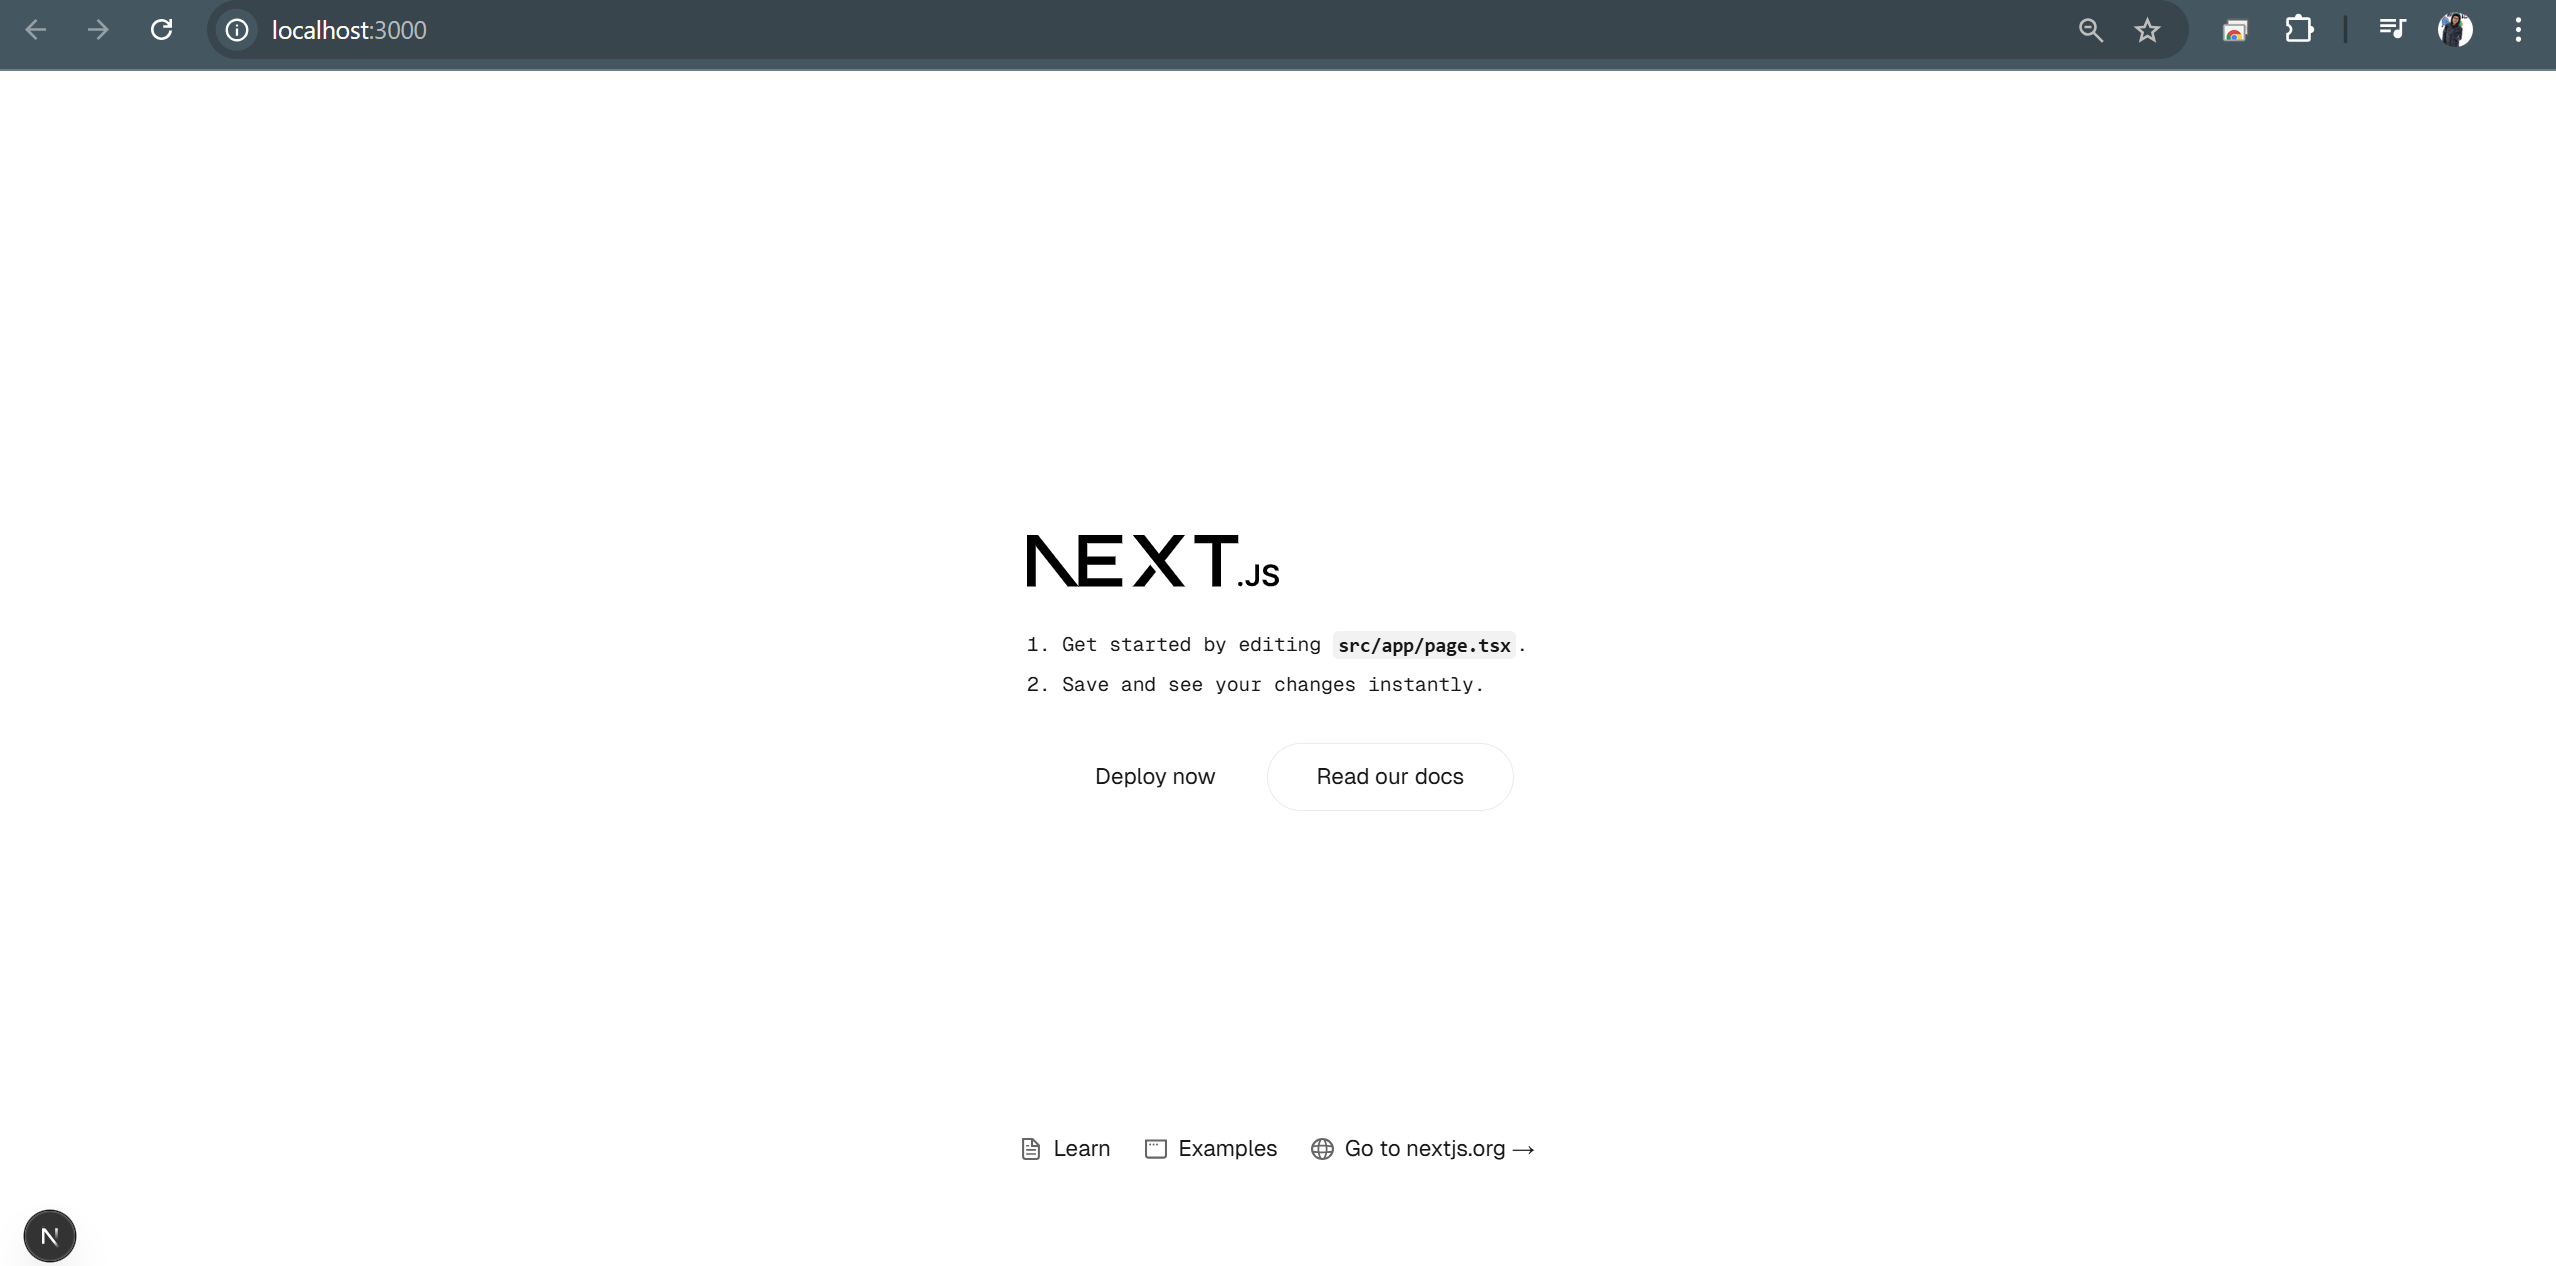 localhost:3000
NEXT.JS
1. Get started by editing src/app/page.tsx.
2. Save and see your changes instantly.
Deploy now
Read our docs
Learn
Examples
Go to nextjs.org →
N